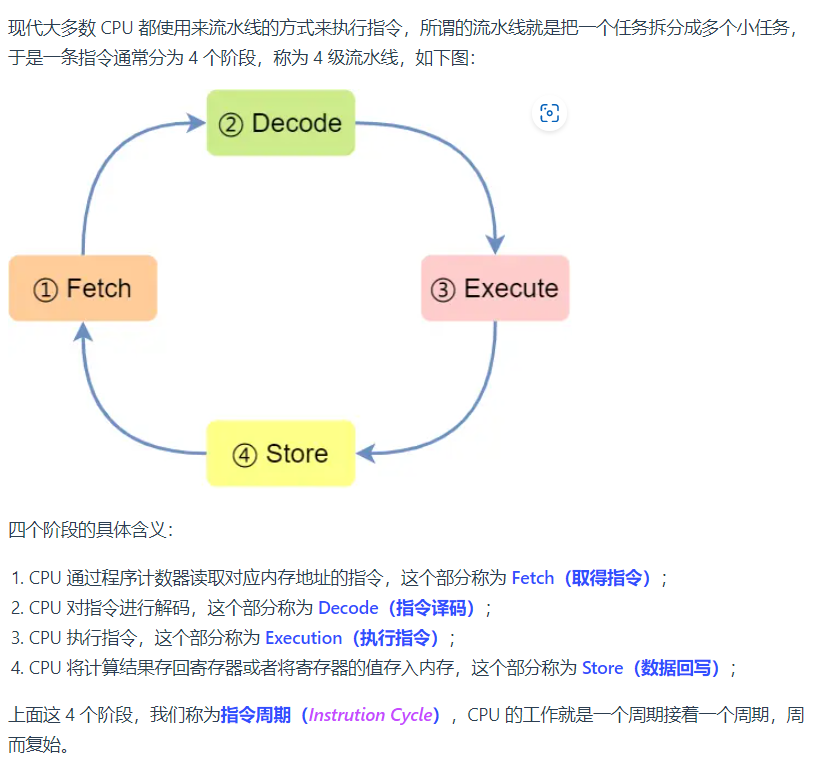 现代大多数 CPU 都使用来流水线的方式来执行指令，所谓的流水线就是把一个任务拆分成多个小任务，
于是一条指令通常分为 4 个阶段，称为 4 级流水线，如下图：
② Decode
① Fetch
③ Execute
④ Store
四个阶段的具体含义：
1. CPU 通过程序计数器读取对应内存地址的指令，这个部分称为 Fetch（取得指令）；
2. CPU 对指令进行解码，这个部分称为 Decode（指令译码）；
3. CPU 执行指令，这个部分称为 Execution（执行指令）；
4. CPU 将计算结果存回寄存器或者将寄存器的值存入内存，这个部分称为 Store（数据回写）；
上面这 4 个阶段，我们称为指令周期（Instrution Cycle），CPU 的工作就是一个周期接着一个周期，周
而复始。